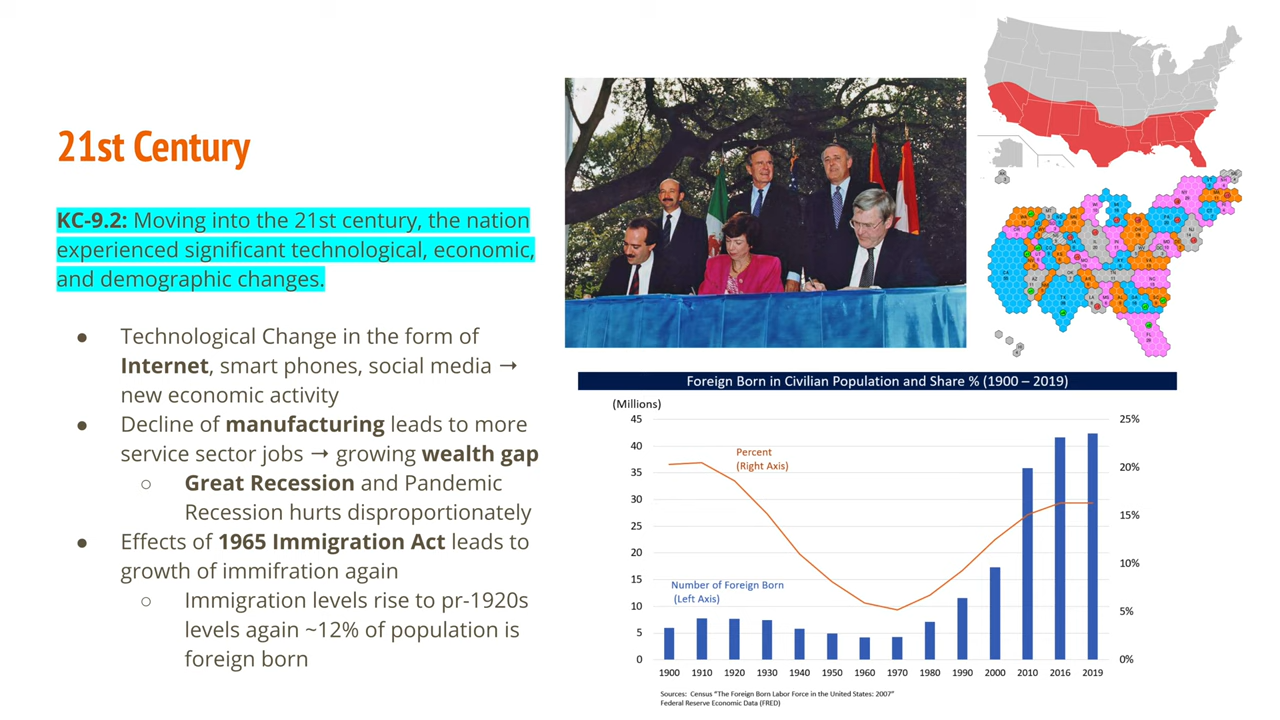 21st Century
KC-9.2: Moving into the 21st century, the nation
experienced significant technological, economic,
and demographic changes.
● Technological Change in the form of
Internet, smart phones, social media →
new economic activity
● Decline of manufacturing leads to more
service sector jobs → growing wealth gap
○ Great Recession and Pandemic
Recession hurts disproportionately
● Effects of 1965 Immigration Act leads to
growth of immifration again
○ Immigration levels rise to pr-1920s
levels again ~12% of population is
foreign born
Foreign Born in Civilian Population and Share % (1900 – 2019)
(Millions)
45 25%
40
35 20%
30
25 15%
20
15 10%
10 5%
5
0 0%
Percent
(Right Axis)
Number of Foreign Born
(Left Axis)
1900 1910 1920 1930 1940 1950 1960 1970 1980 1990 2000 2010 2016 2019
Sources: Census "The Foreign Born Labor Force in the United States: 2007"
Federal Reserve Economic Data (FRED)